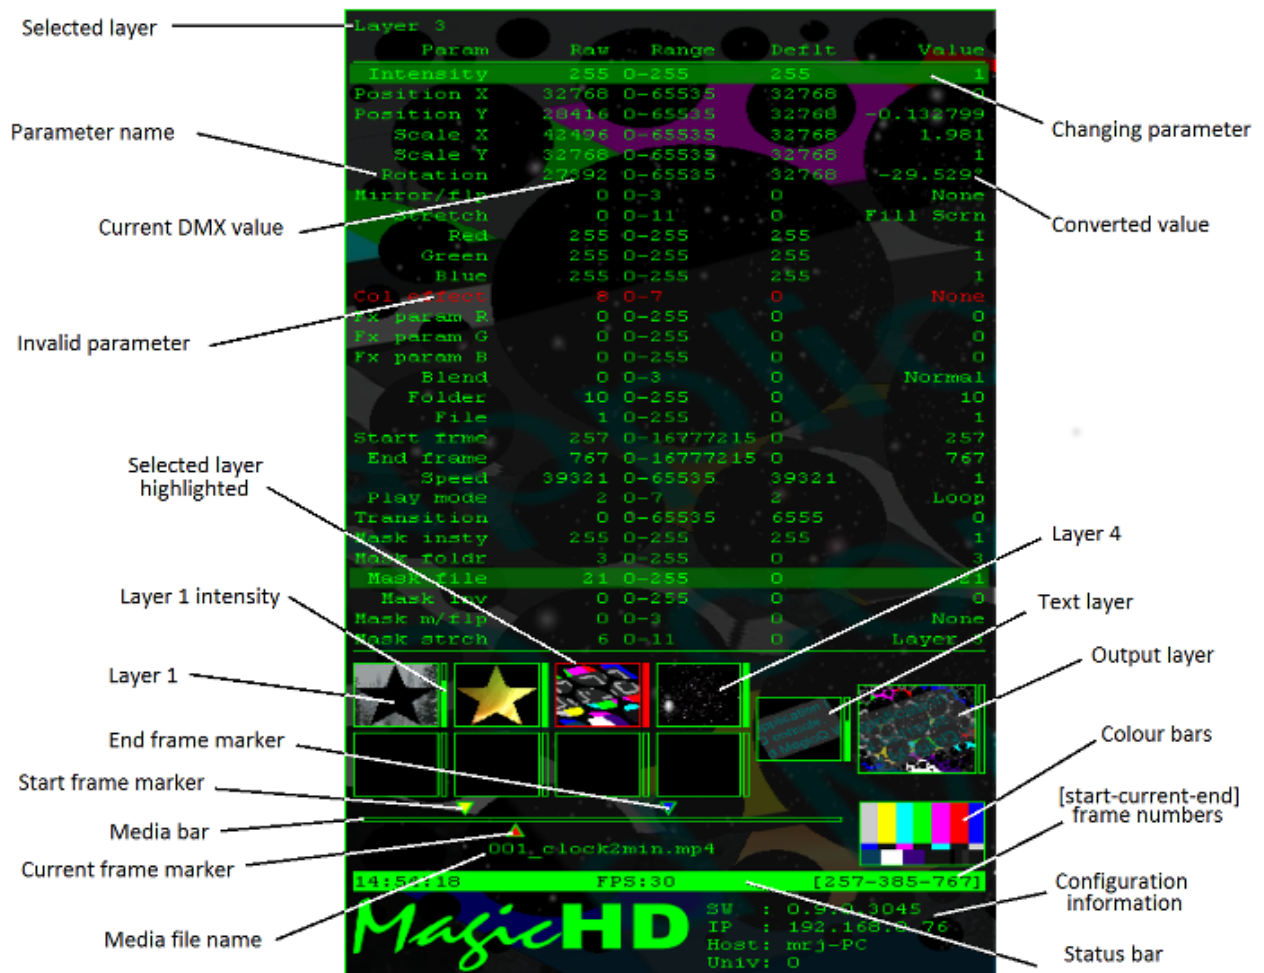 Selected layer
Layer 3
Param Raw Range Deflt Value
Intensity 255 0-255 255 1
Position X 32768 0-65535 32768 0
Position Y 28416 0-65535 32768 -0.132799
Changing parameter
Parameter name
Scale X 42496 0-65535 32768 1.981
Scale Y 32768 0-65535 32768 1
Rotation 27392 0-65535 32768 -29.529°
Mirror/flp 0 0-3 0 None
Current DMX value
Stretch 0 0-11 0 Fill Scrn
Converted value
Red 255 0-255 255 1
Green 255 0-255 255 1
Blue 255 0-255 255 1
Col effect 8 0-7 0 None
Fx param R 0 0-255 0 0
Invalid parameter
Fx param G 0 0-255 0 0
Fx param B 0 0-255 0 0
Blend 0 0-3 0 Normal
Folder 10 0-255 0 10
File 1 0-255 0 1
Start frme 257 0-16777215 0 257
End frame 767 0-16777215 0 767
Selected layer
highlighted
Speed 39321 0-65535 39321 1
Play mode 2 0-7 2 Loop
Transition 0 0-65535 6555 0
Mask insty 255 0-255 255 1
Layer 4
Mask foldr 3 0-255 0 3
Mask file 21 0-255 0 21
Layer 1 intensity
Mask inv 0 0-255 0 0
Text layer
Mask m/flp 0 0-3 0 None
Mask strch 6 0-11 0 Layer 3
Output layer
Layer 1
Colour bars
End frame marker
Start frame marker
[start-current-end]
frame numbers
Media bar
Current frame marker
001_clock2min.mp4
14:54:18 FPS:30 [257-385-767]
Configuration
information
MagicHD
SW : 0.9.0.3045
IP : 192.168.0.76
Host: mrj-PC
Univ: 0
Media file name
Status bar